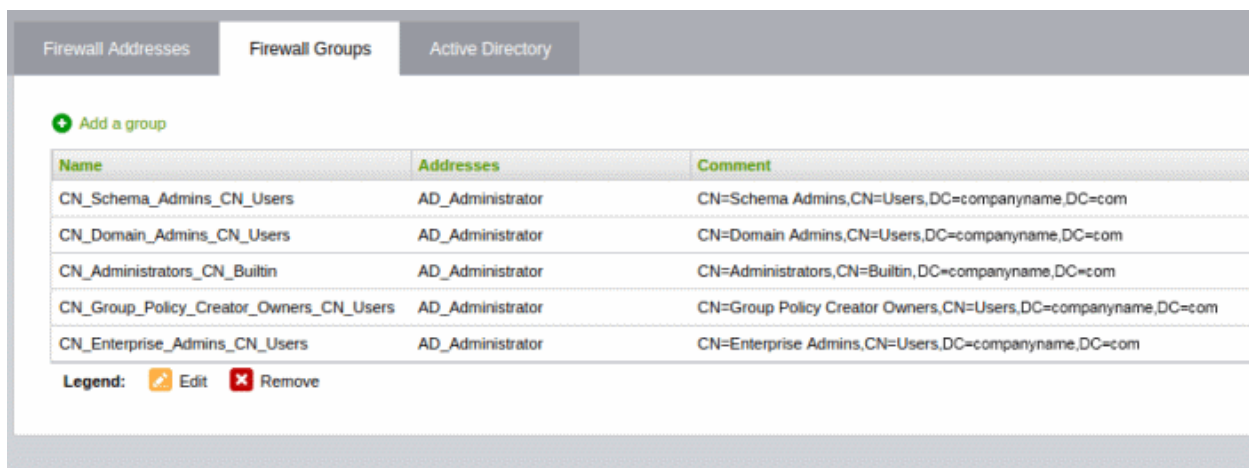 Firewall Addresses Firewall Groups Active Directory
Add a group
Name Addresses Comment
CN_Schema_Admins_CN_Users AD_Administrator CN=Schema Admins,CN=Users,DC=companyname,DC=com
CN_Domain_Admins_CN_Users AD_Administrator CN=Domain Admins,CN=Users,DC=companyname,DC=com
CN_Administrators_CN_Builtin AD_Administrator CN=Administrators,CN=Builtin,DC=companyname,DC=com
CN_Group_Policy_Creator_Owners_CN_Users AD_Administrator CN=Group Policy Creator Owners,CN=Users,DC=companyname,DC=com
CN_Enterprise_Admins_CN_Users AD_Administrator CN=Enterprise Admins,CN=Users,DC=companyname,DC=com
Legend: Edit Remove